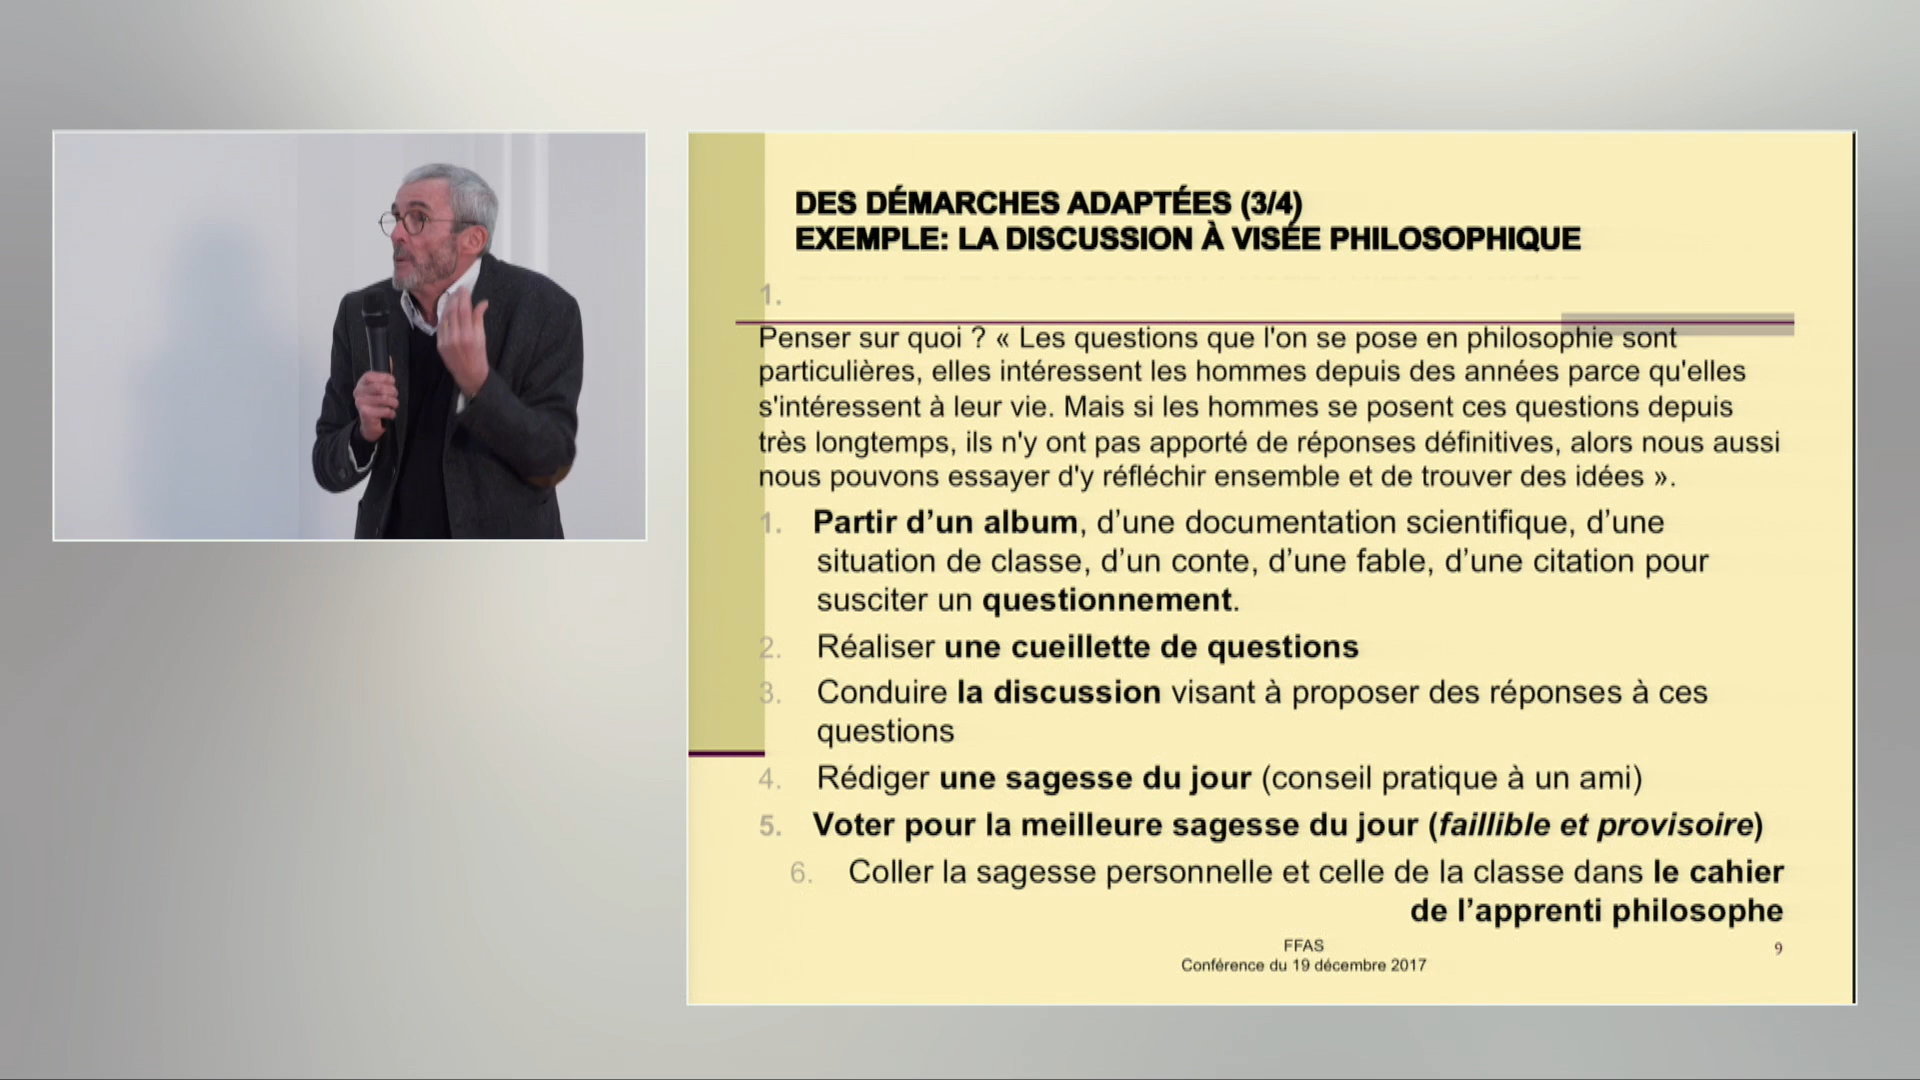 DES DÉMARCHES ADAPTÉES (3/4)
EXEMPLE: LA DISCUSSION À VISÉE PHILOSOPHIQUE
1.
Penser sur quoi ? « Les questions que l'on se pose en philosophie sont
particulières, elles intéressent les hommes depuis des années parce qu'elles
s'intéressent à leur vie. Mais si les hommes se posent ces questions depuis
très longtemps, ils n'y ont pas apporté de réponses définitives, alors nous aussi
nous pouvons essayer d'y réfléchir ensemble et de trouver des idées ».
1. Partir d’un album, d’une documentation scientifique, d’une
situation de classe, d’un conte, d’une fable, d’une citation pour
susciter un questionnement.
2. Réaliser une cueillette de questions
3. Conduire la discussion visant à proposer des réponses à ces
questions
4. Rédiger une sagesse du jour (conseil pratique à un ami)
5. Voter pour la meilleure sagesse du jour (faillible et provisoire)
6. Coller la sagesse personnelle et celle de la classe dans le cahier
de l’apprenti philosophe
FFAS
Conférence du 19 décembre 2017
9